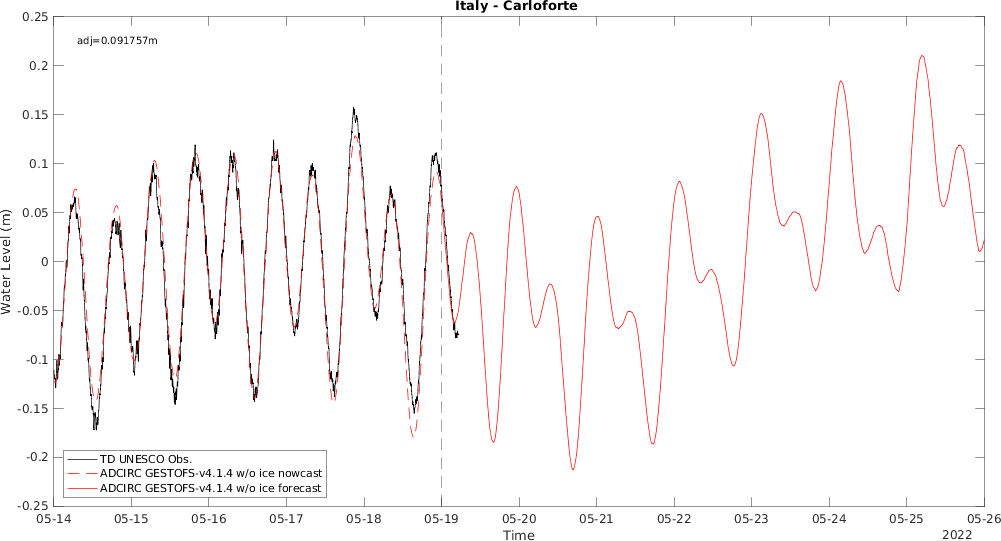 Italy - Carloforte
adj=0.091757m
Water Level (m)
0.25
0.2
0.15
0.1
0.05
0
-0.05
-0.1
-0.15
-0.2
-0.25
TD UNESCO Obs.
ADCIRC GESTOFS-v4.1.4 w/o ice nowcast
ADCIRC GESTOFS-v4.1.4 w/o ice forecast
05-14 05-15 05-16 05-17 05-18 05-19 05-20 05-21 05-22 05-23 05-24 05-25 05-26
Time
2022